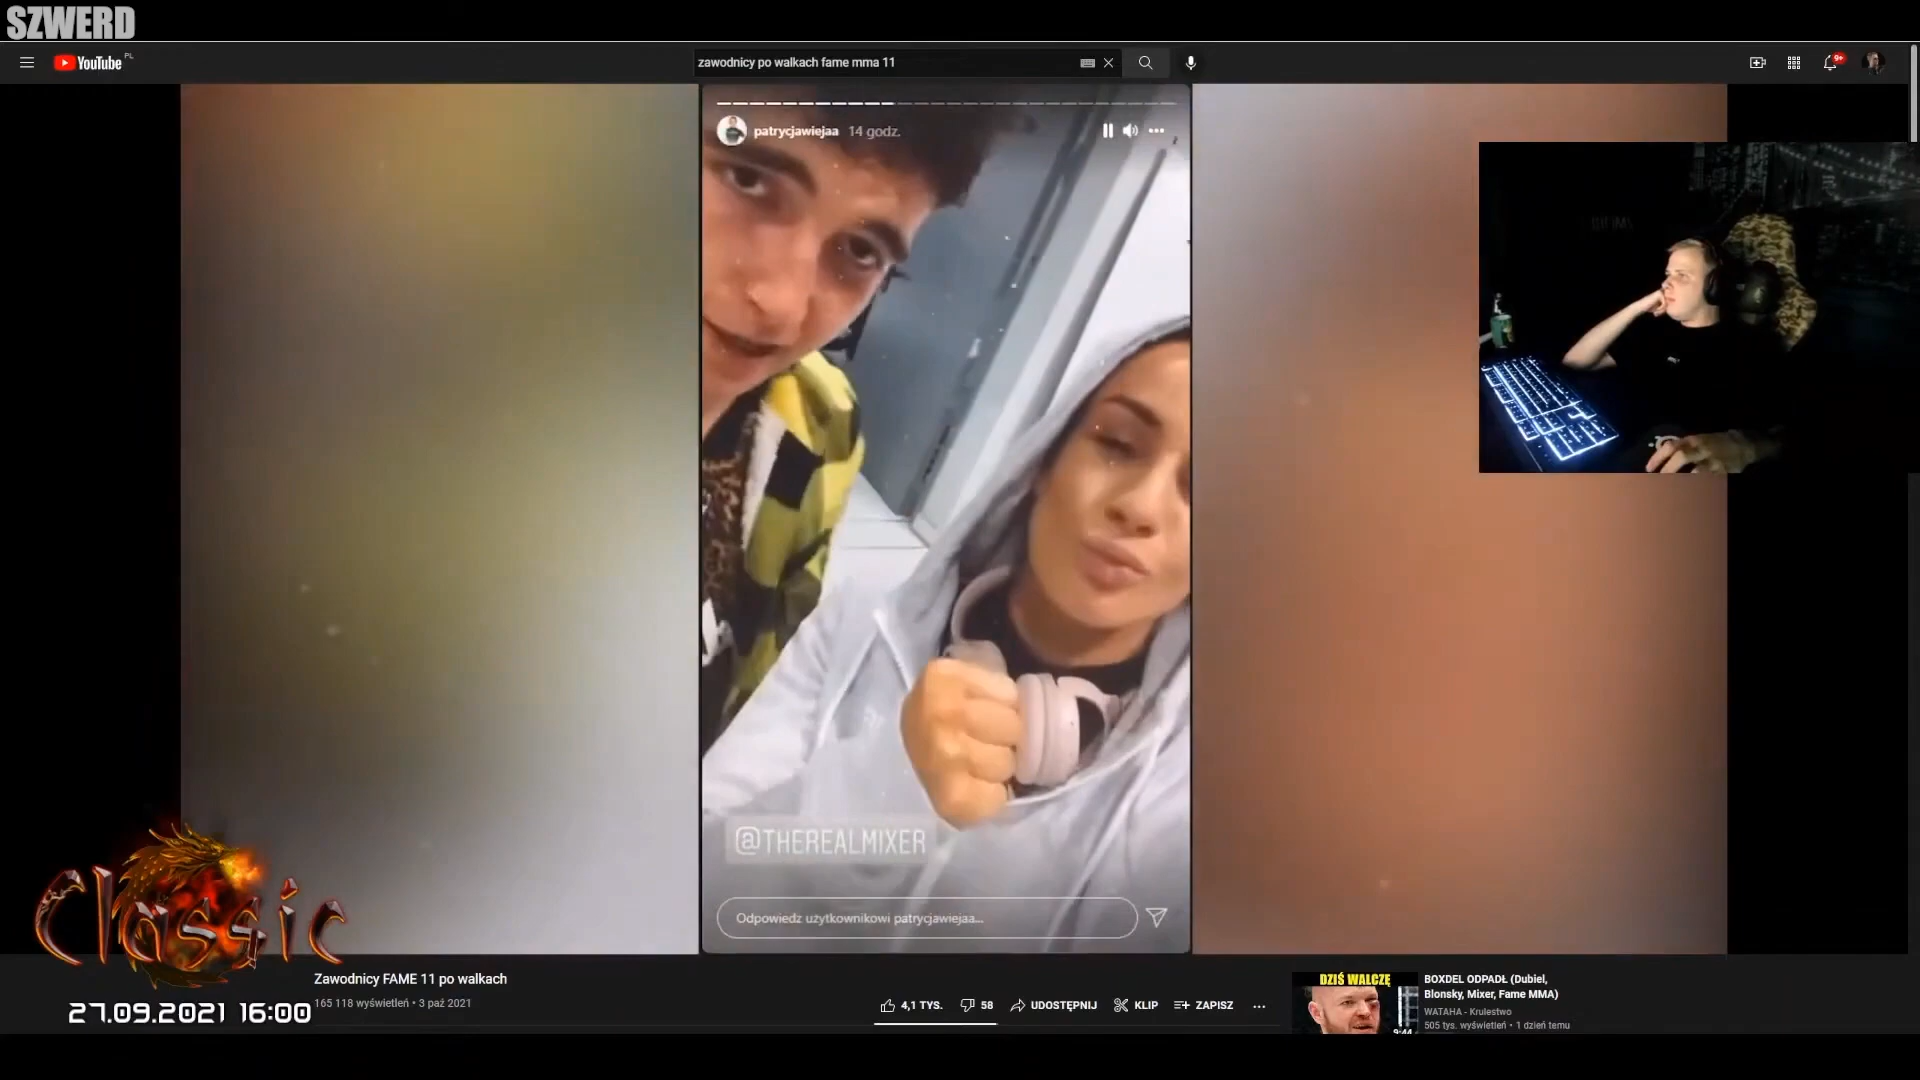 SZWERD
YouTube PL
zawodnicy po walkach fame mma 11
9+
patrycjawiejaa 14 godz.
@THEREALMIXER
Odpowiedz użytkownikowi patrycjawiejaa...
Classic
27.09.2021 16:00
Zawodnicy FAME 11 po walkach
165 118 wyświetleń • 3 paź 2021
4,1 TYS. 58 UDOSTĘPNIJ KLIP ZAPISZ
DZIŚ WALCZĘ
9:44
BOXDEL ODPADŁ (Dubiel,
Blonsky, Mixer, Fame MMA)
WATAHA - Krulestwo
505 tys. wyświetleń • 1 dzień temu